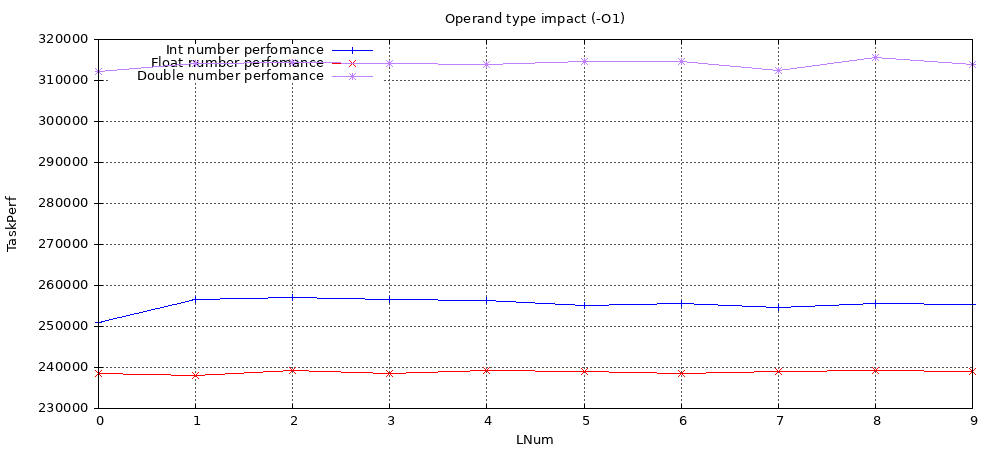 Operand type impact (-O1)
320000
310000
300000
290000
280000
270000
260000
250000
240000
230000
TaskPerf
Int number perfomance
Float number perfomance
Double number perfomance
0 1 2 3 4 5 6 7 8 9
LNum